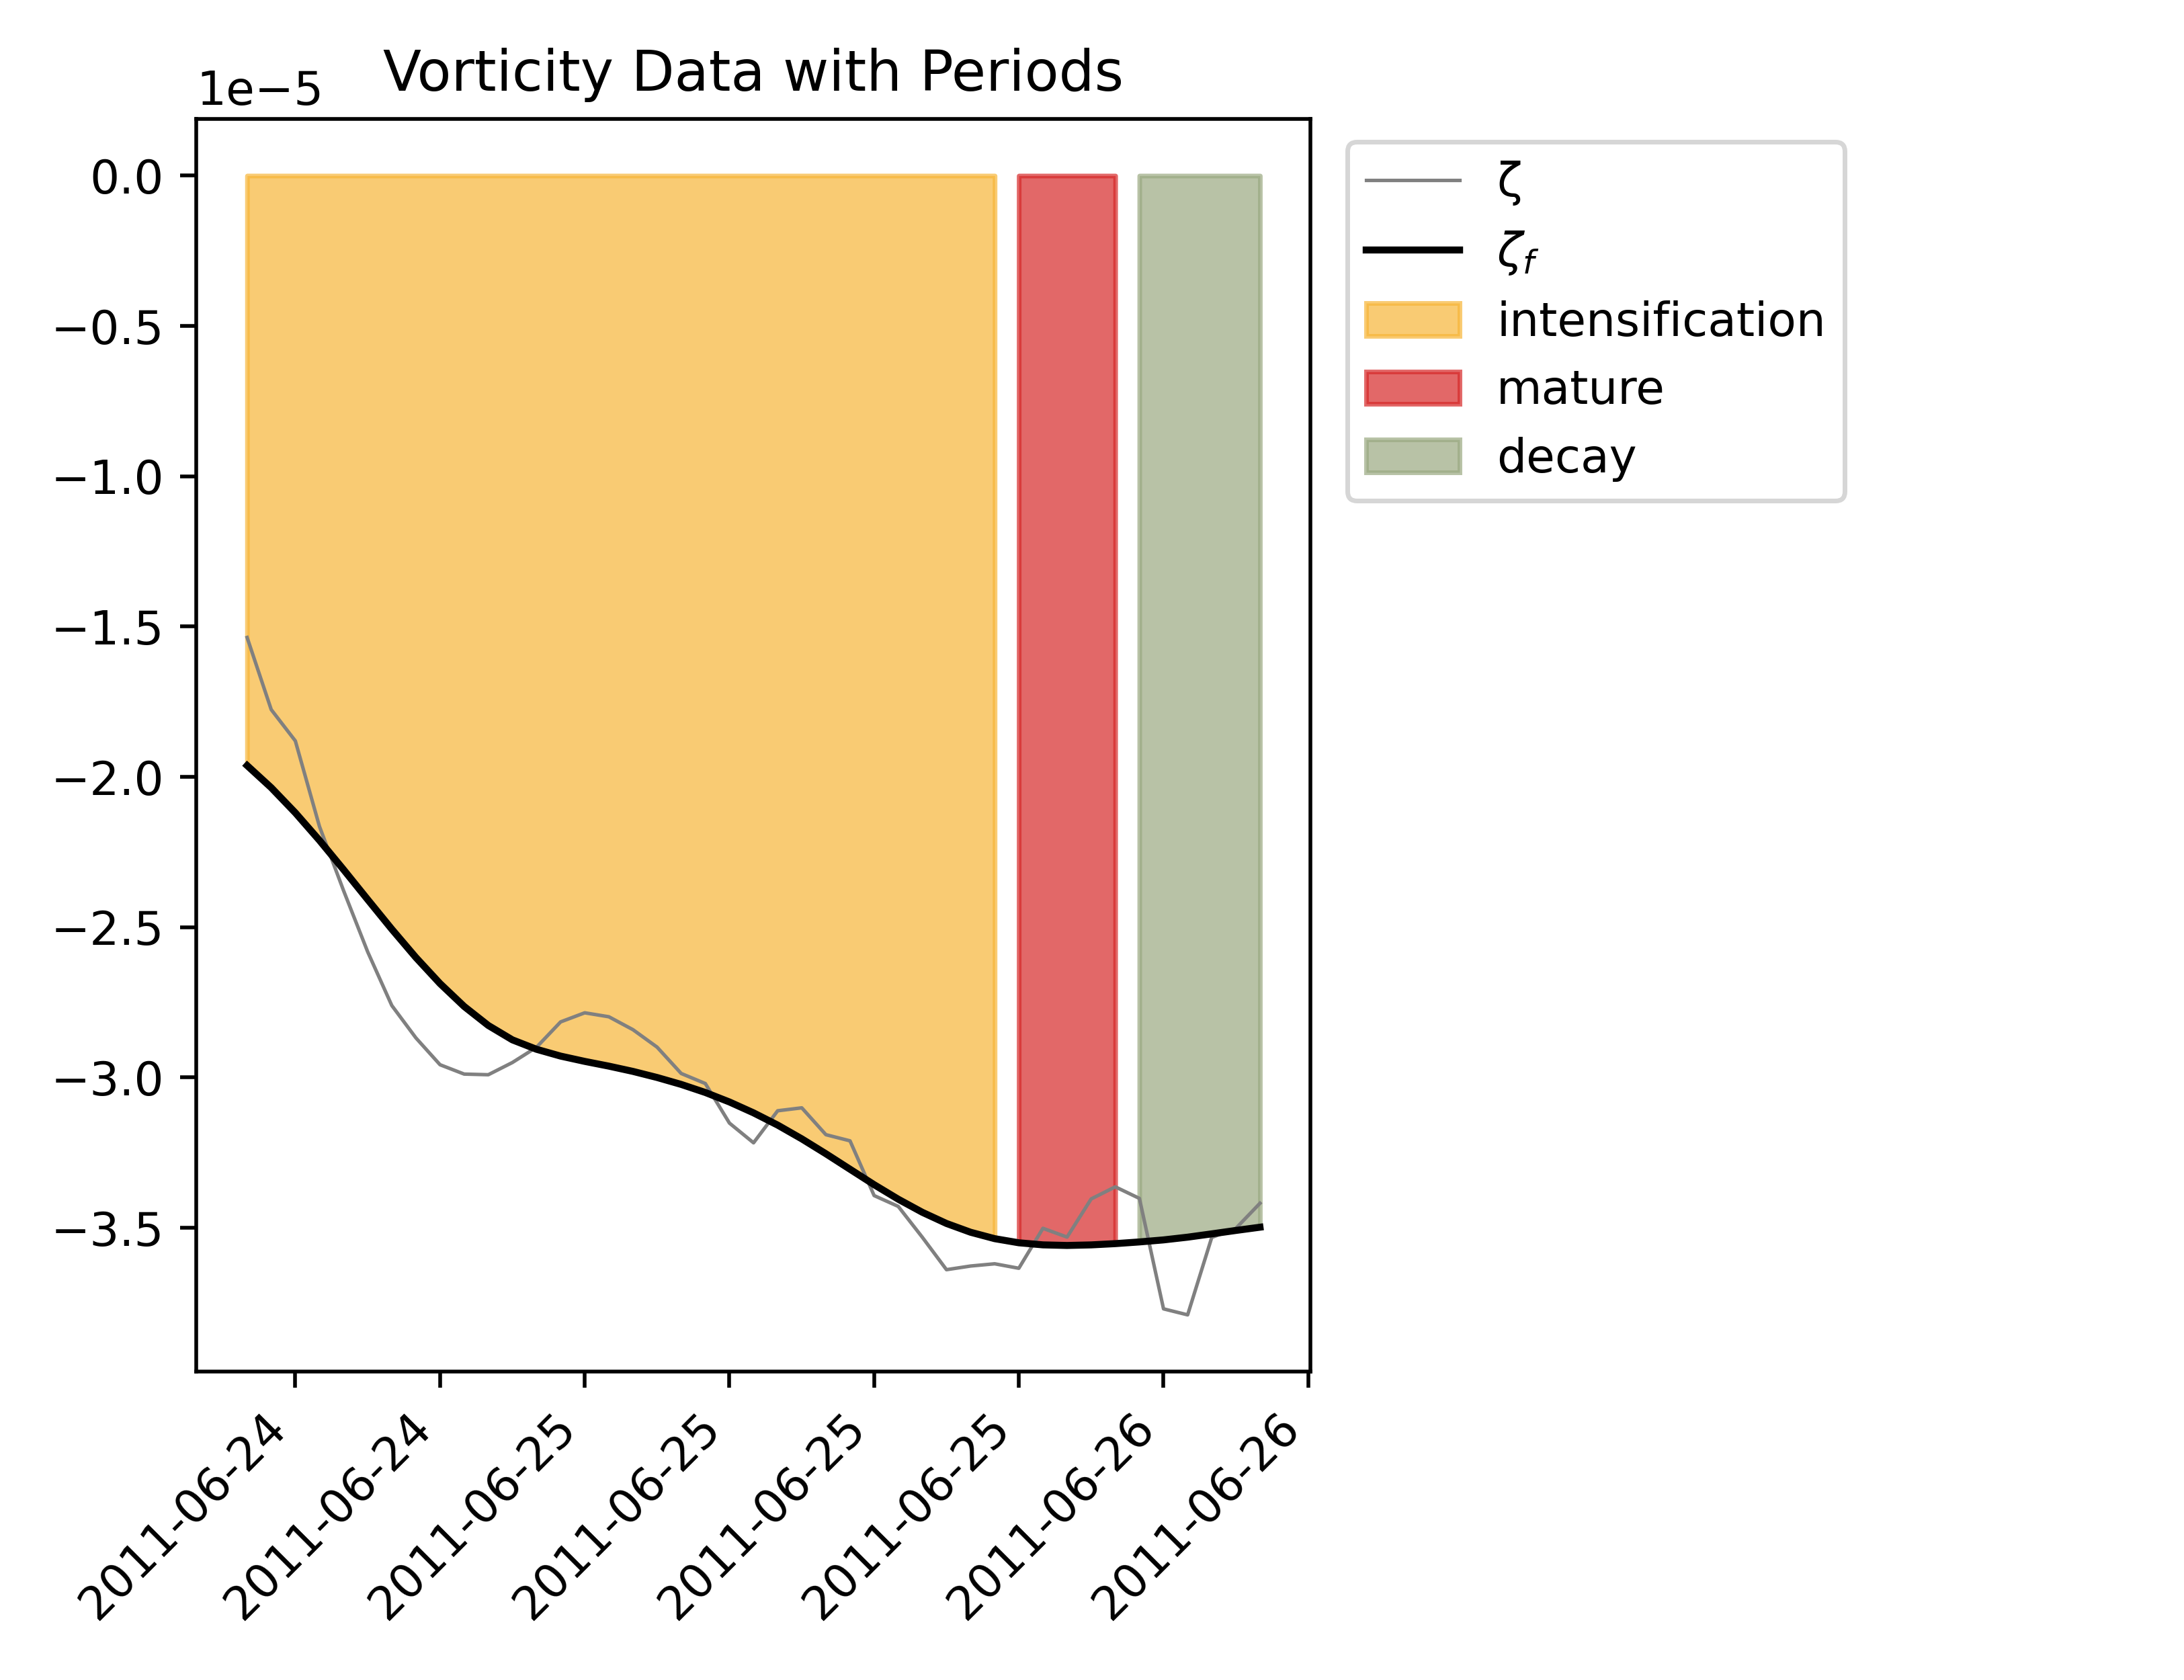 Vorticity Data with Periods
1e−5
0.0
−0.5
−1.0
−1.5
−2.0
−2.5
−3.0
−3.5
2011-06-24
2011-06-24
2011-06-25
2011-06-25
2011-06-25
2011-06-25
2011-06-26
2011-06-26
ζ
ζf
intensification
mature
decay